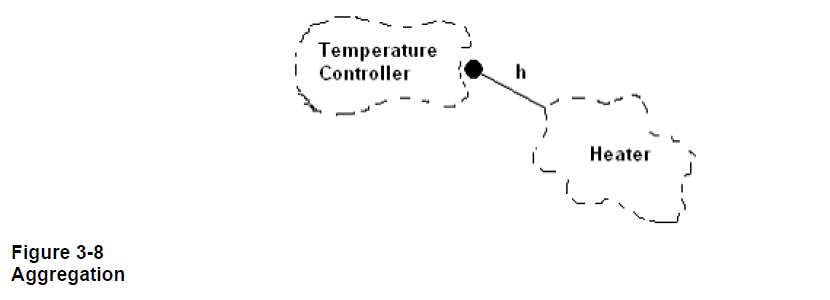 Temperature
Controller
h
Heater
Figure 3-8
Aggregation